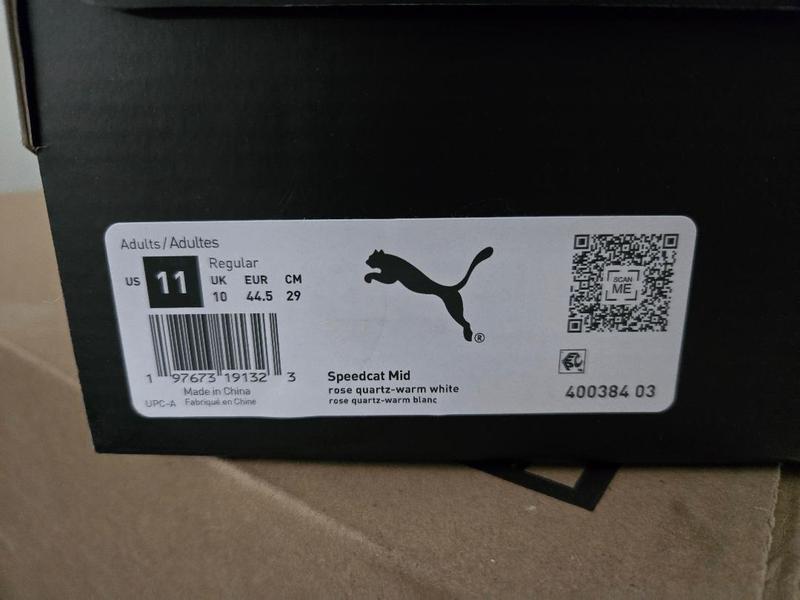 Adults/Adultes
Regular
US 11 UK EUR CM
10 44.5 29
1 97673 19132 3
Made in China
UPC-A Fabriqué en Chine
®
Speedcat Mid
rose quartz-warm white
rose quartz-warm blanc
SCAN
ME
400384 03